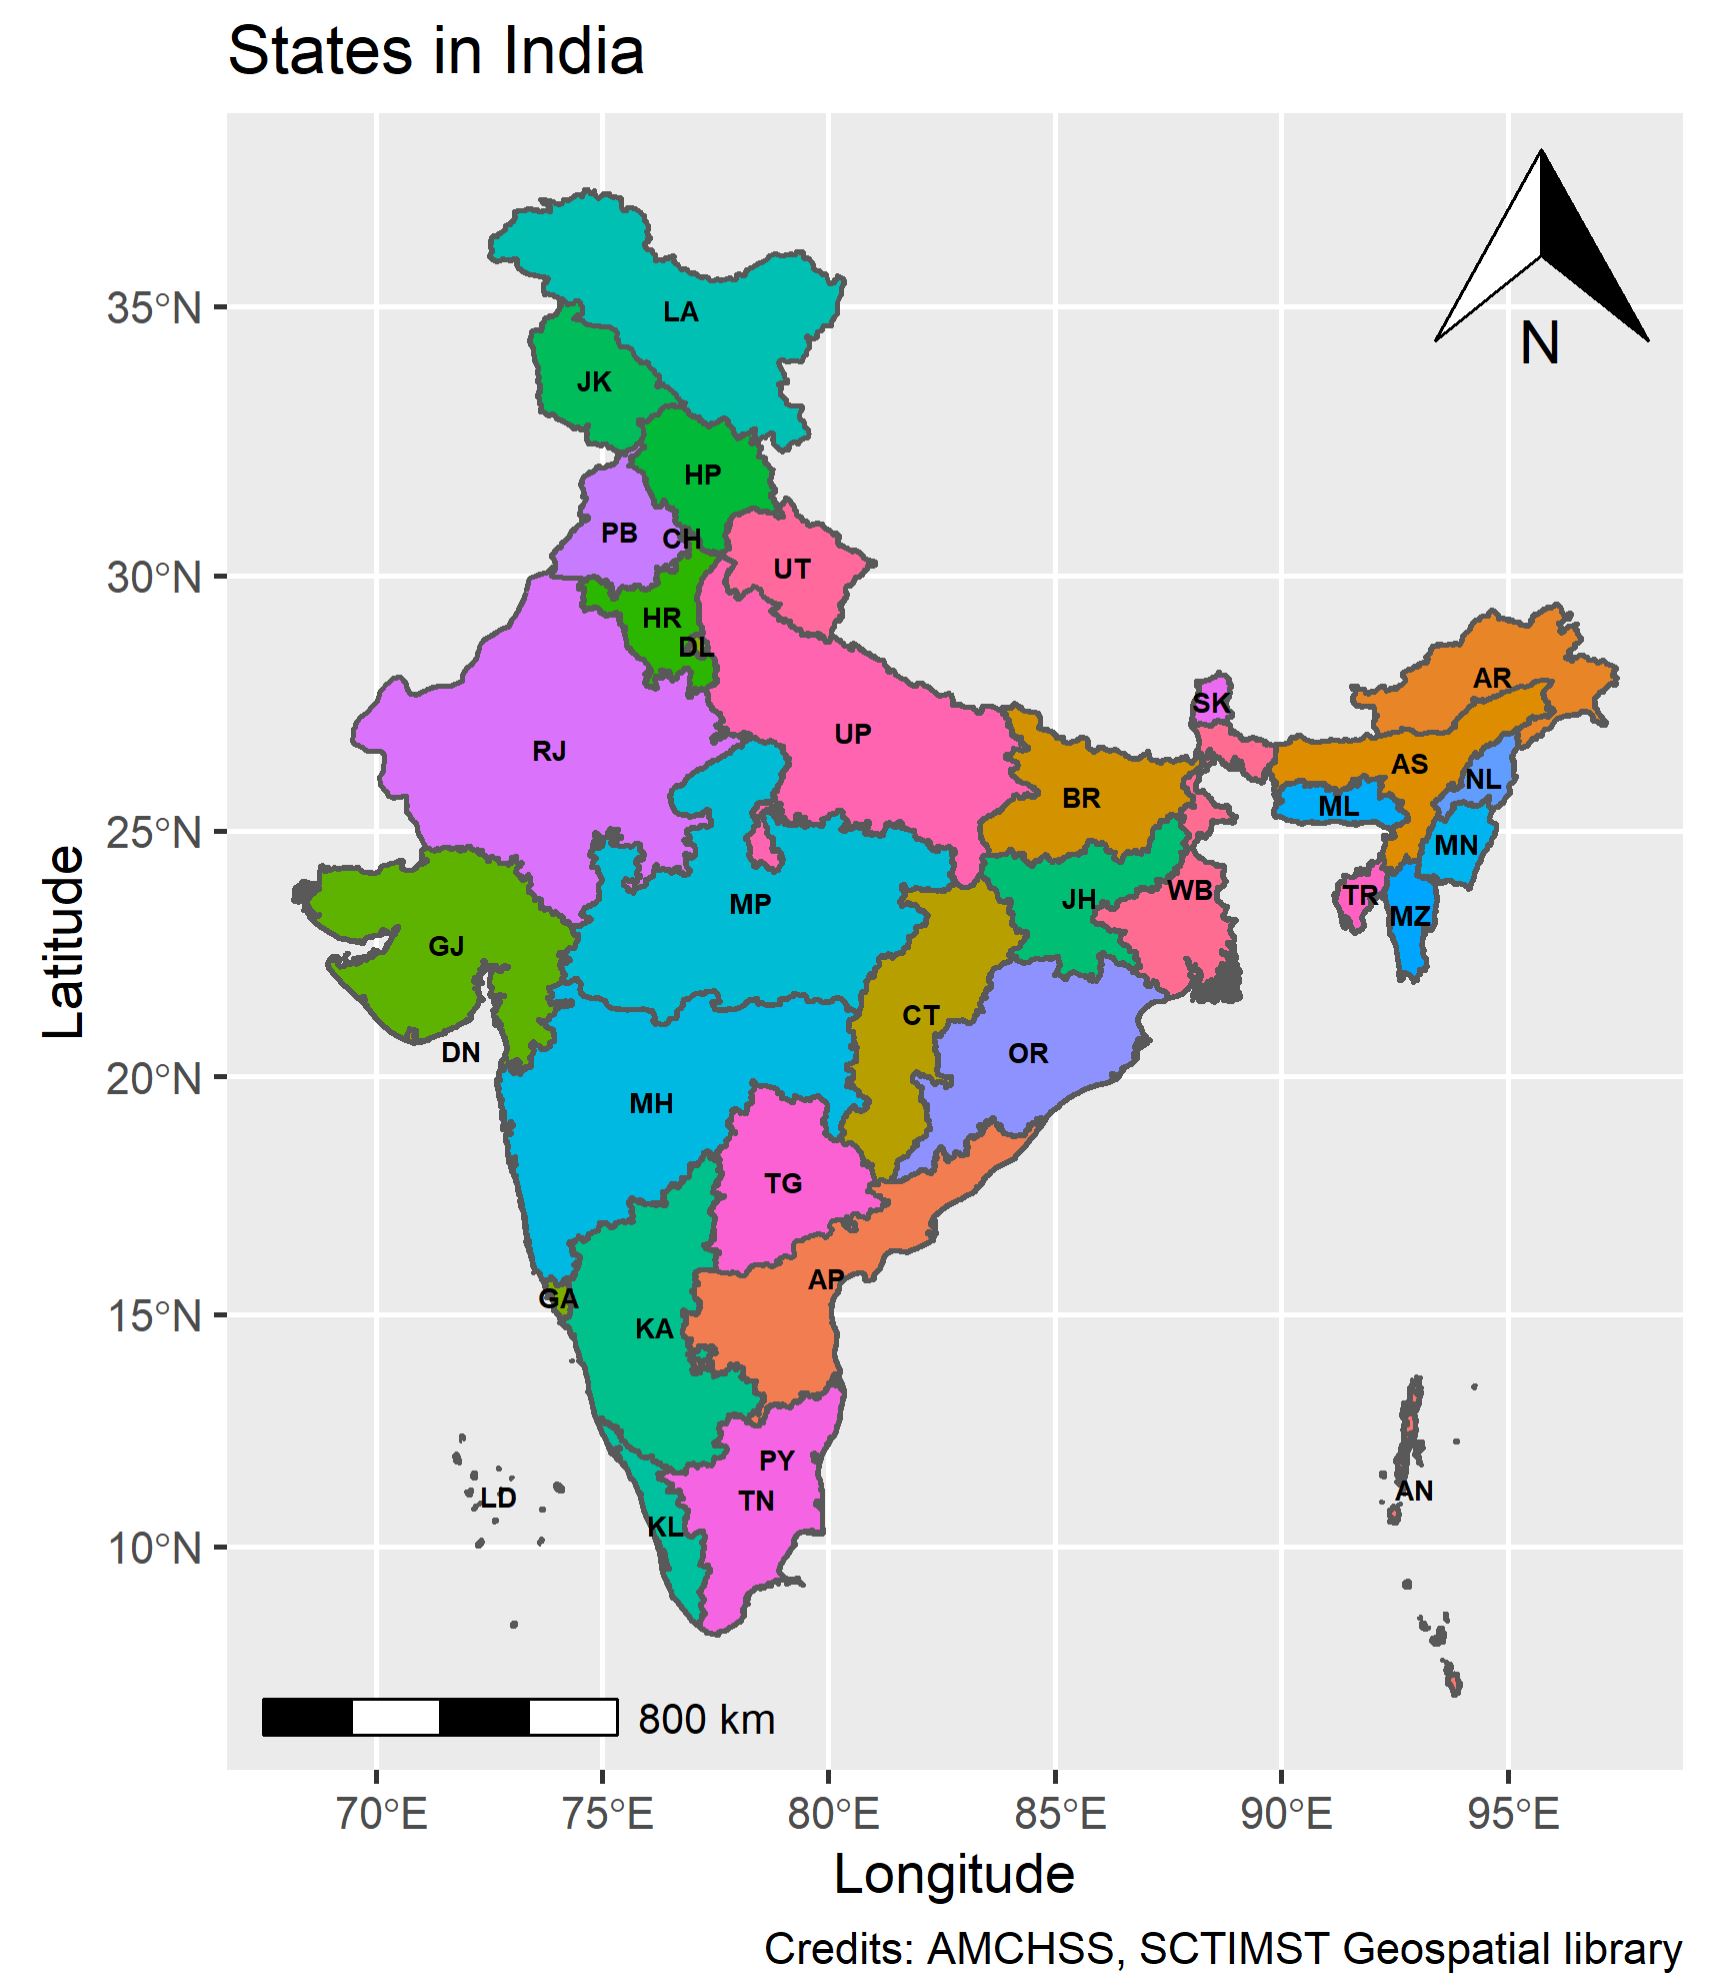 States in India
35°N
30°N
25°N
20°N
15°N
10°N
Latitude
N
LA
JK
HP
PB
CH
UT
HR
DL
RJ
UP
SK
AR
AS
NL
BR
ML
MN
MP
JH
WB
TR
MZ
GJ
CT
DN
OR
MH
TG
AP
GA
KA
PY
LD
TN
AN
KL
800 km
70°E 75°E 80°E 85°E 90°E 95°E
Longitude
Credits: AMCHSS, SCTIMST Geospatial library